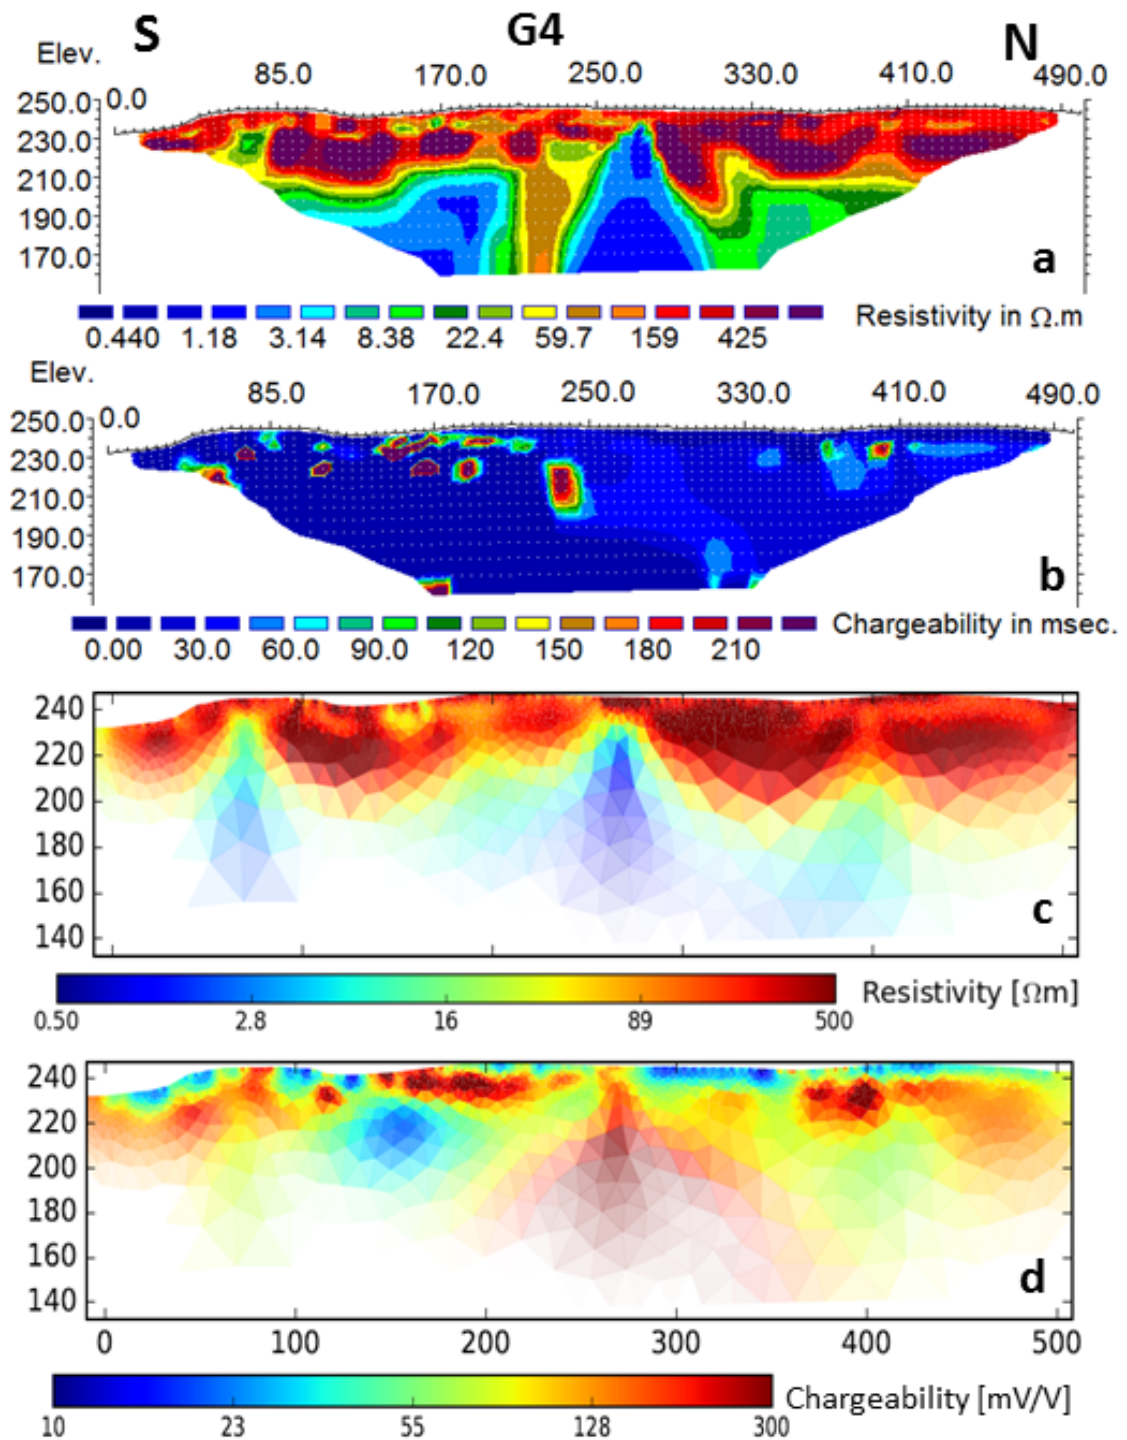 S G4 N
Elev.
85.0 170.0 250.0 330.0 410.0 490.0
250.0 0.0
230.0
210.0
190.0
170.0
a
Resistivity in Ω.m
0.440 1.18 3.14 8.38 22.4 59.7 159 425
Elev.
85.0 170.0 250.0 330.0 410.0 490.0
250.0 0.0
230.0
210.0
190.0
170.0
b
Chargeability in msec.
0.00 30.0 60.0 90.0 120 150 180 210
240
220
200
180
160
140
c
Resistivity [Ωm]
0.50 2.8 16 89 500
240
220
200
180
160
140
d
0 100 200 300 400 500
Chargeability [mV/V]
10 23 55 128 300